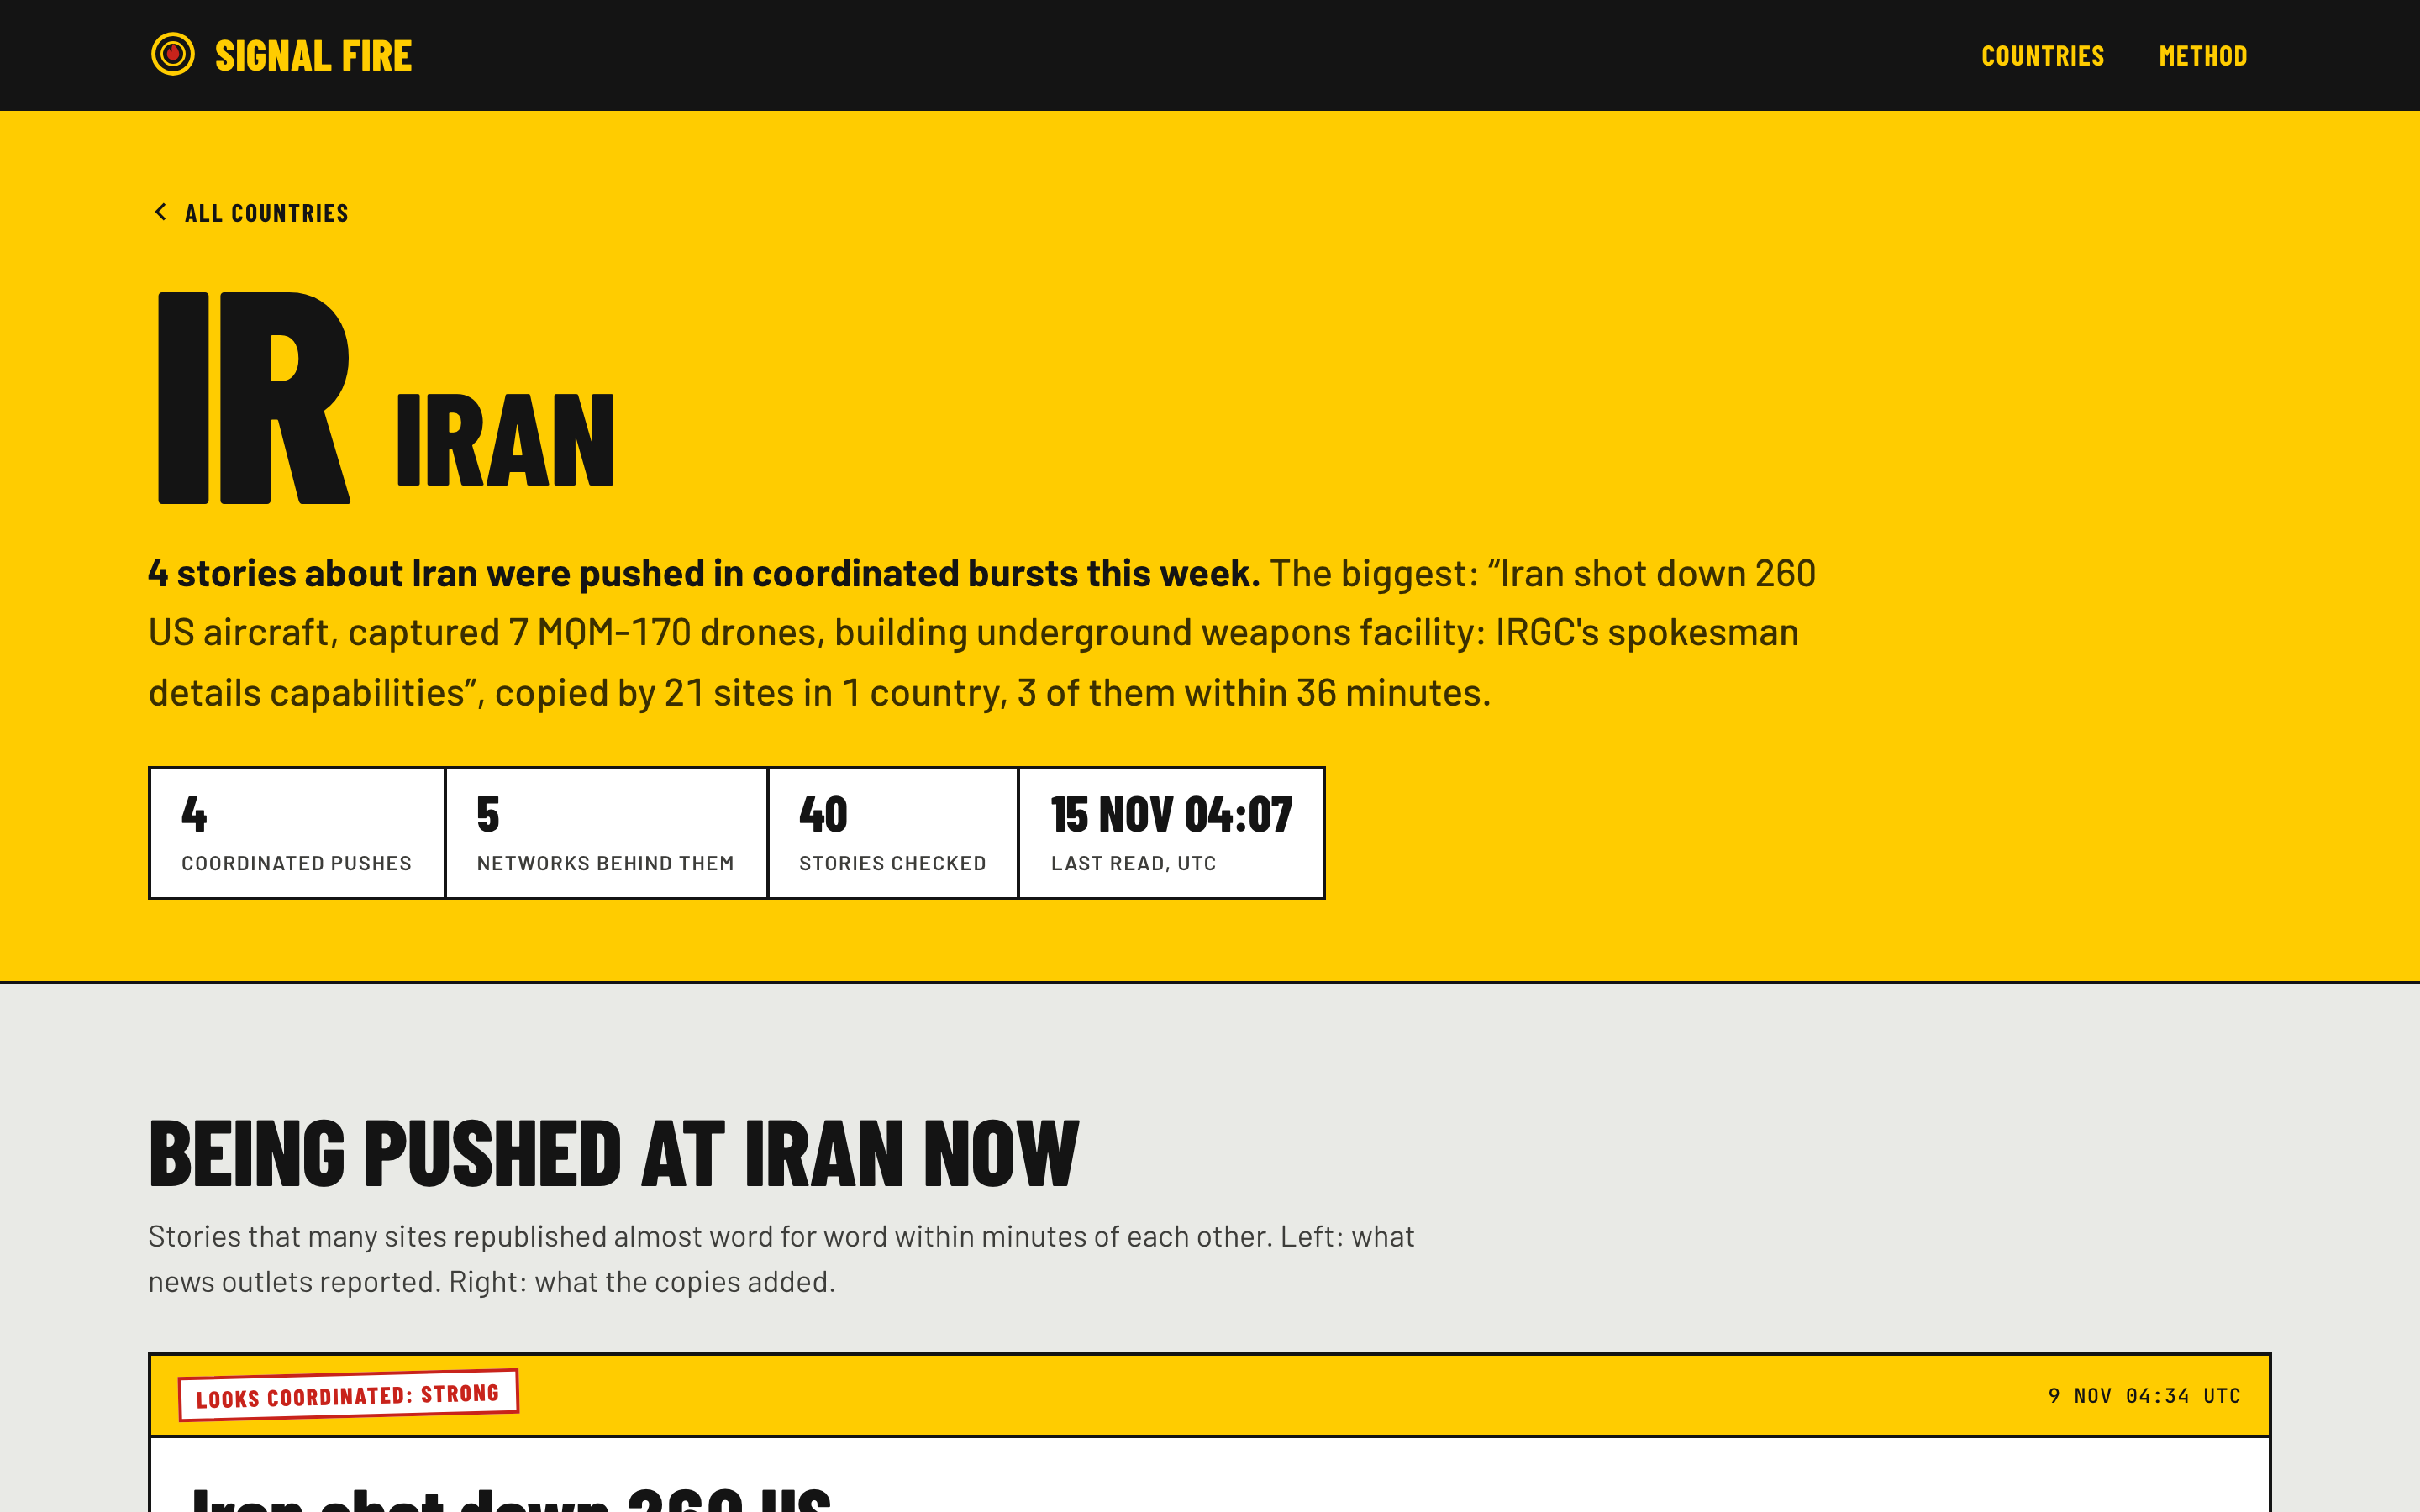 SIGNAL FIRE
COUNTRIES
METHOD
ALL COUNTRIES
IR IRAN
4 stories about Iran were pushed in coordinated bursts this week. The biggest: “Iran shot down 260
US aircraft, captured 7 MQM-170 drones, building underground weapons facility: IRGC's spokesman
details capabilities”, copied by 21 sites in 1 country, 3 of them within 36 minutes.
4
COORDINATED PUSHES
5
NETWORKS BEHIND THEM
40
STORIES CHECKED
15 NOV 04:07
LAST READ, UTC
BEING PUSHED AT IRAN NOW
Stories that many sites republished almost word for word within minutes of each other. Left: what
news outlets reported. Right: what the copies added.
LOOKS COORDINATED: STRONG
9 NOV 04:34 UTC
Iran shot down 260 US